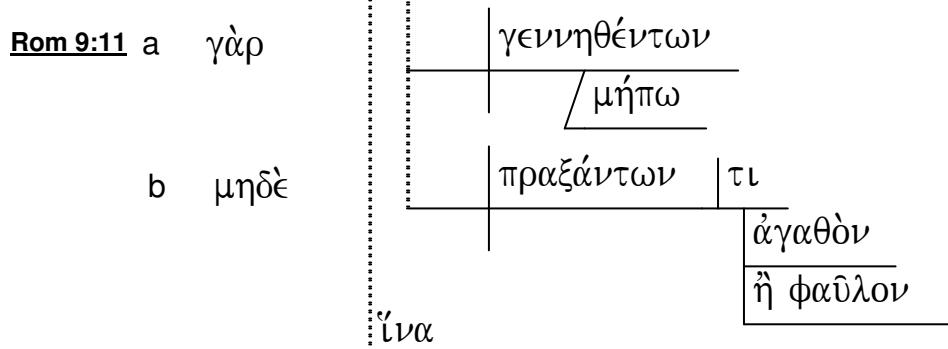 Rom 9:11 a γὰρ γεννηθέντων
μήπω
b μηδὲ πραξάντων τι
ἀγαθὸν
ἢ φαῦλον
ἵνα